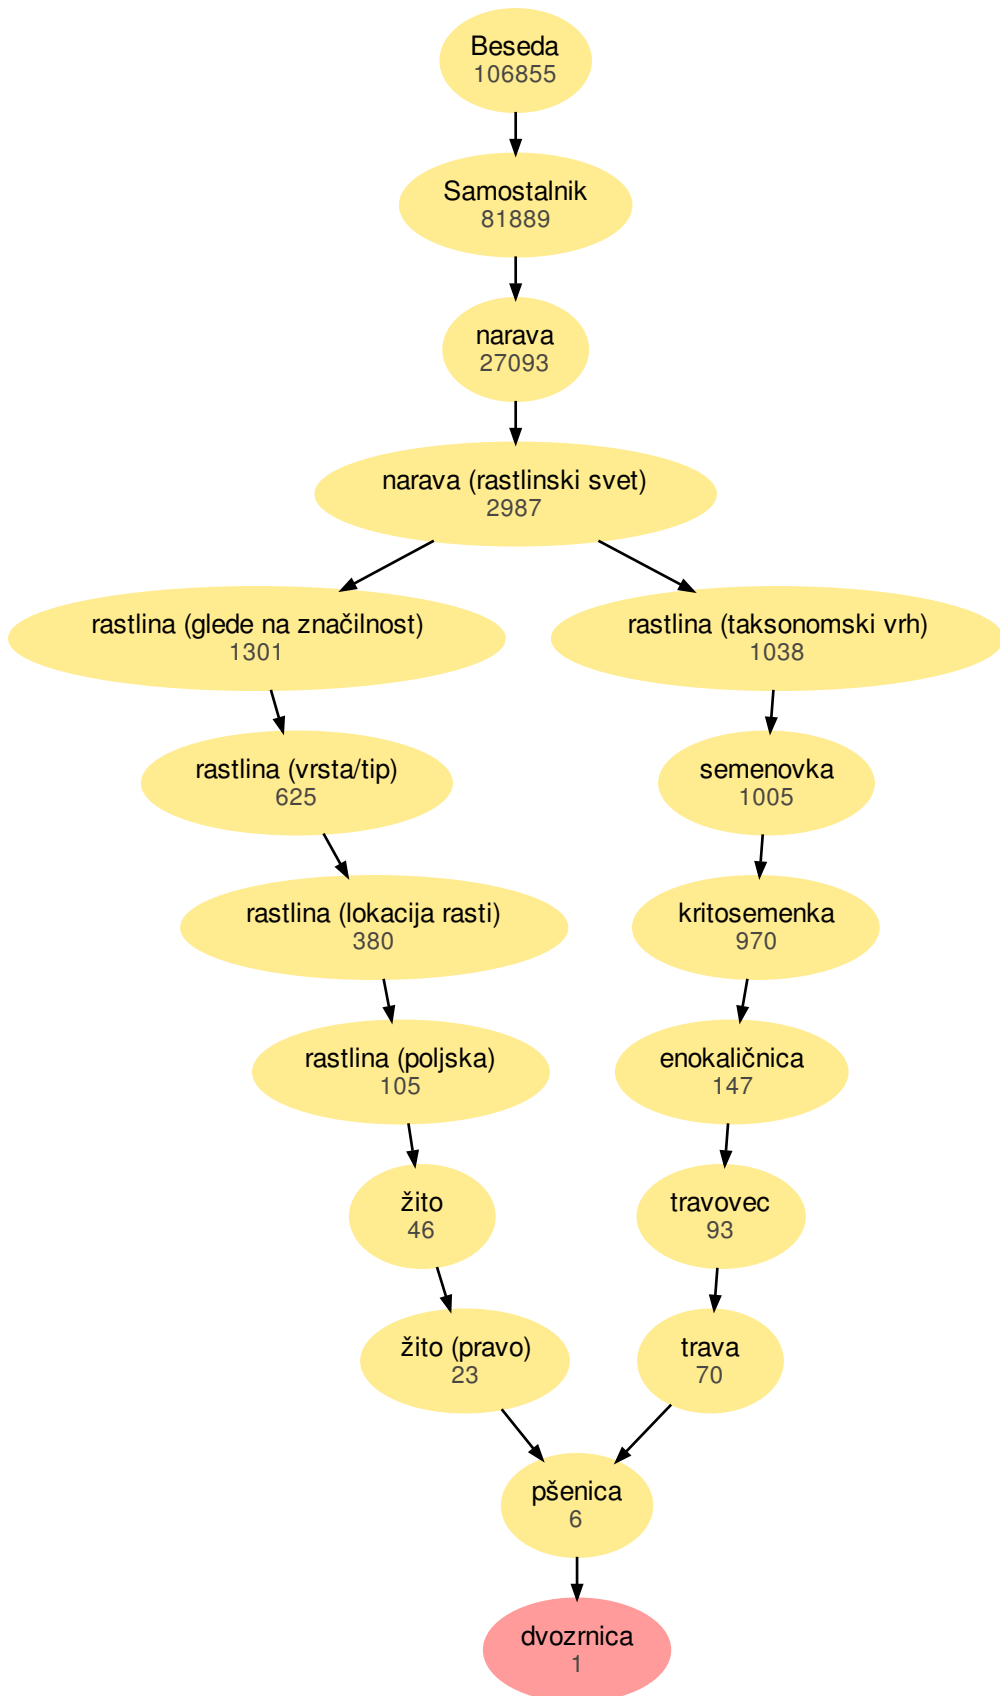 Beseda
106855
Samostalnik
81889
narava
27093
narava (rastlinski svet)
2987
rastlina (glede na značilnost)
1301
rastlina (taksonomski vrh)
1038
rastlina (vrsta/tip)
625
semenovka
1005
rastlina (lokacija rasti)
380
kritosemenka
970
rastlina (poljska)
105
enokaličnica
147
žito
46
travovec
93
žito (pravo)
23
trava
70
pšenica
6
dvozrnica
1